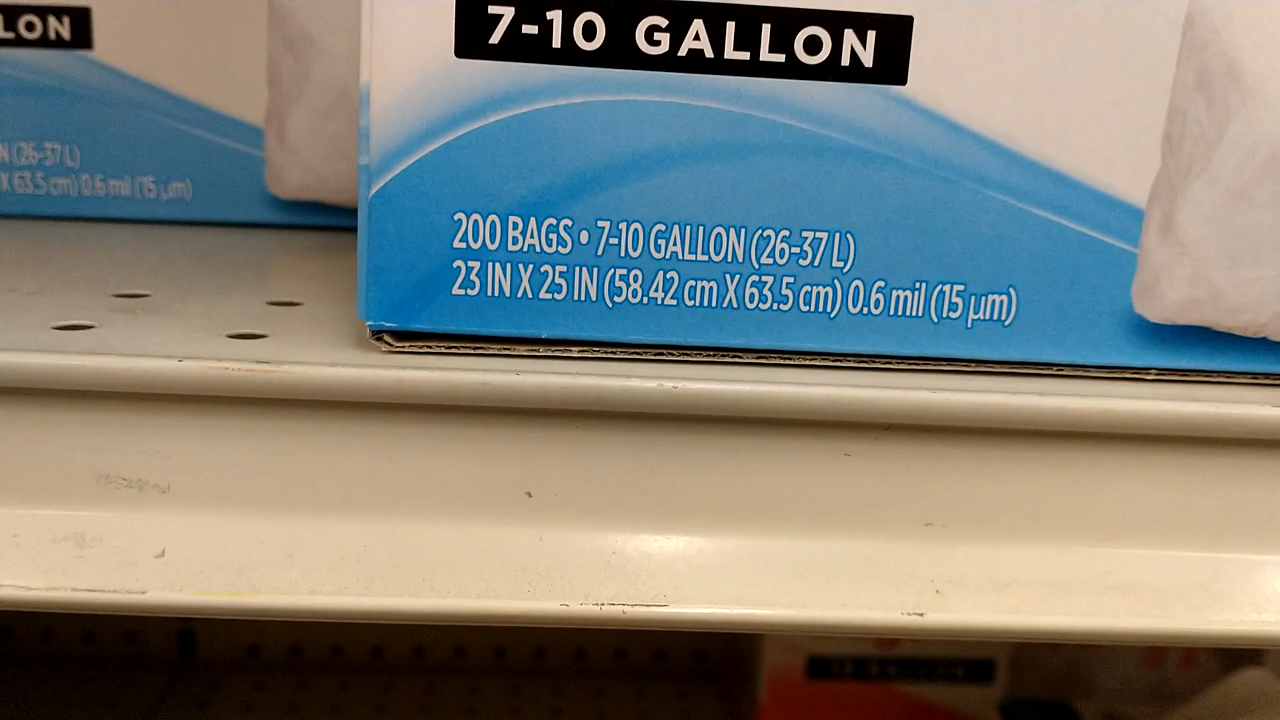 LON
7-10 GALLON
N (26-37 L)
X 63.5 cm) 0.6 mil (15 µm)
200 BAGS • 7-10 GALLON (26-37 L)
23 IN X 25 IN (58.42 cm X 63.5 cm) 0.6 mil (15 µm)